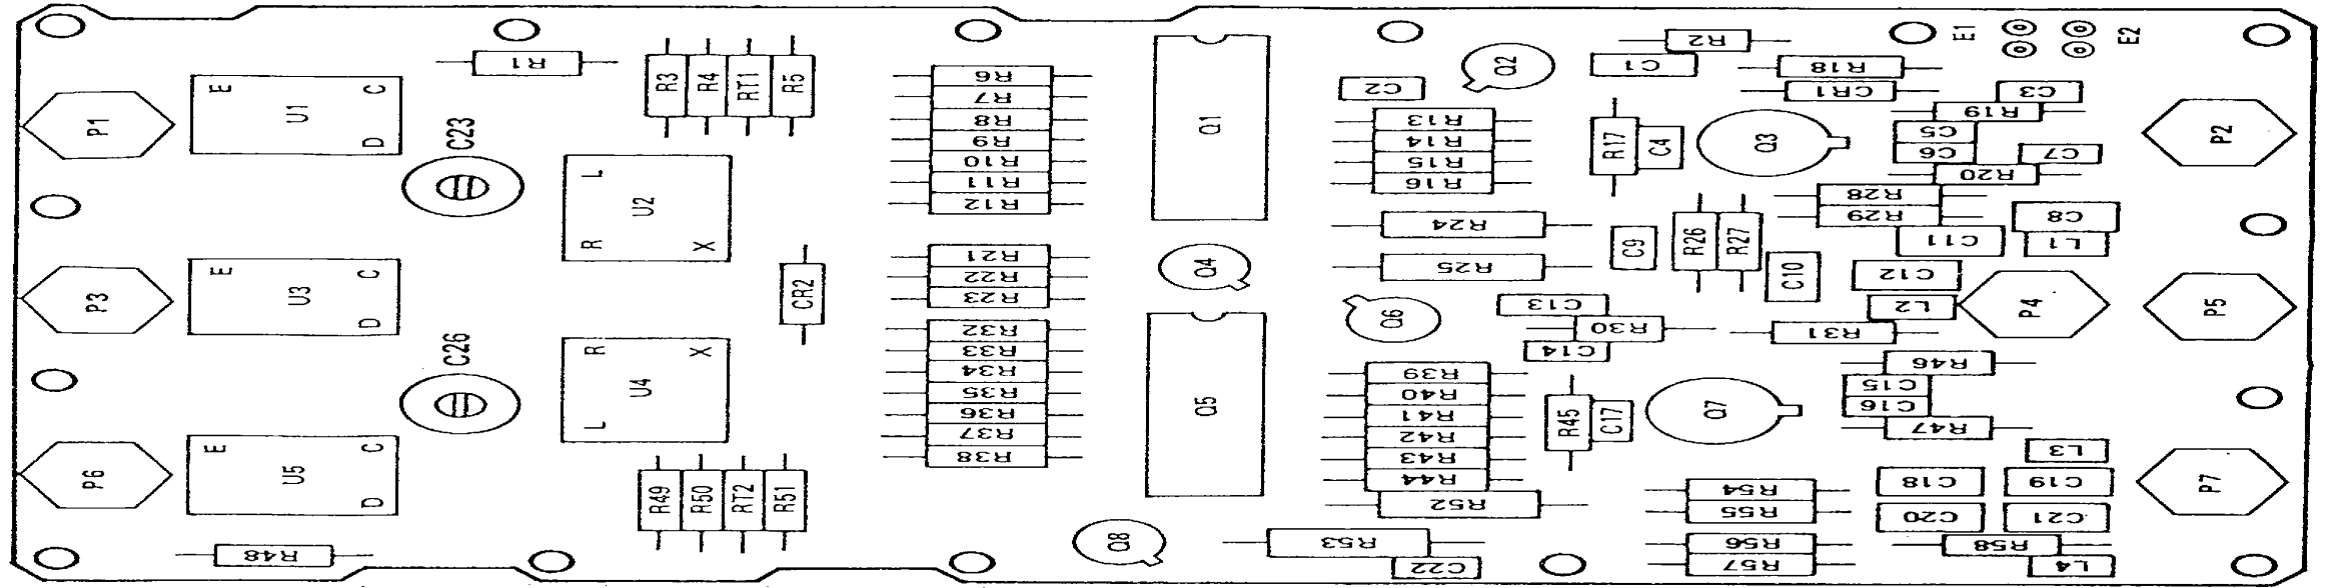 P1
E
C
D
U1
C23
R1
R3
R4
RT1
R5
L
R
X
U2
R6
R7
R8
R9
R10
R11
R12
Q1
Q2
C2
R13
R14
R15
R16
R2
C1
R18
CR1
R17
C4
Q3
E1
E2
C3
R19
C5
C6
C7
R20
P2
R28
R29
C8
C11
L1
P3
E
C
D
U3
CR2
R21
R22
R23
Q4
R24
R25
C9
R26
R27
C10
C12
L2
P4
P5
C26
R
L
X
U4
R32
R33
R34
R35
R36
R37
R38
Q5
Q6
C13
R30
C14
R31
R39
R40
R41
R42
R43
R44
R52
R45
C17
Q7
R46
C15
C16
R47
P6
E
C
D
U5
R48
R49
R50
RT2
R51
Q8
R53
C22
R54
R55
R56
R57
L3
C18
C19
C20
C21
R58
L4
P7